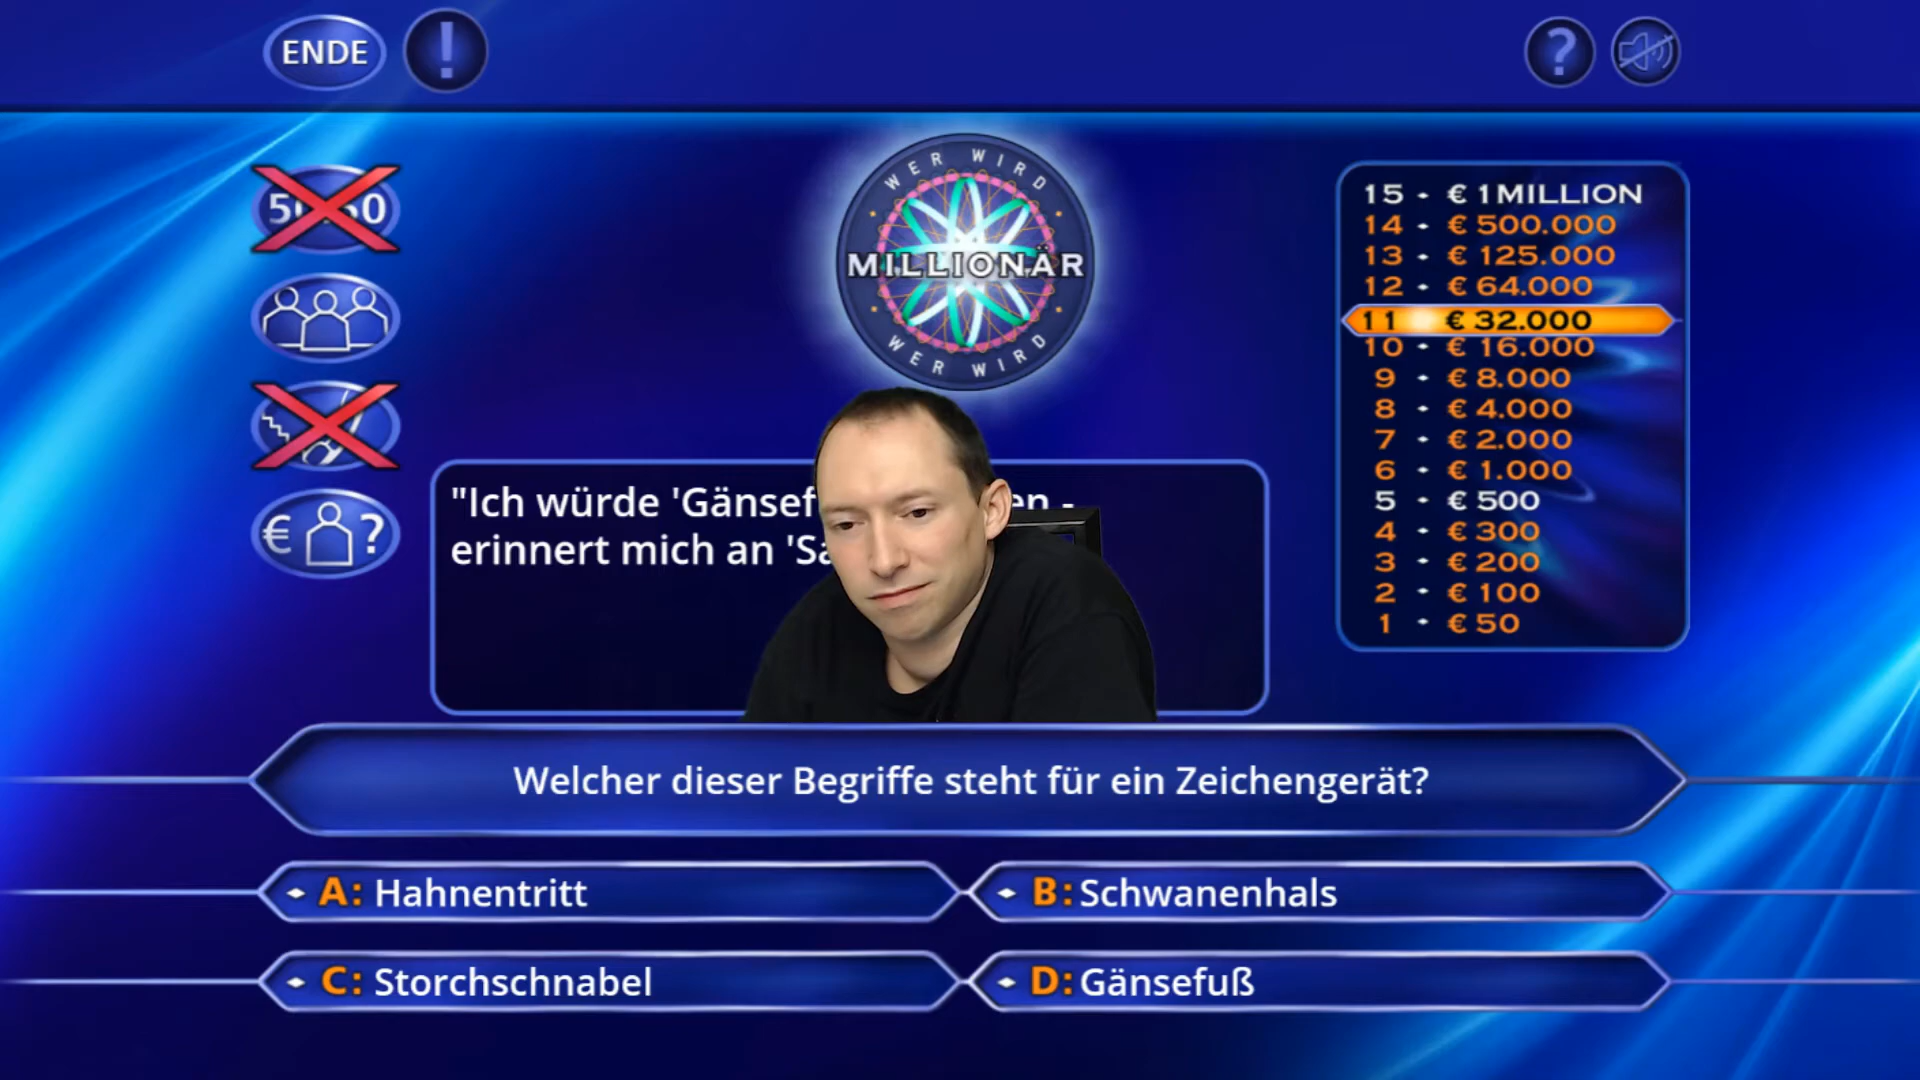 ENDE
!
?
WER WIRD
MILLIONÄR
WER WIRD
€ ?
15 · € 1 MILLION
14 · € 500.000
13 · € 125.000
12 · € 64.000
11 € 32.000
10 · € 16.000
9 · € 8.000
8 · € 4.000
7 · € 2.000
6 · € 1.000
5 · € 500
4 · € 300
3 · € 200
2 · € 100
1 · € 50
"Ich würde -
erinnert mich an
Welcher dieser Begriffe steht für ein Zeichengerät?
A: Hahnentritt
B: Schwanenhals
C: Storchschnabel
D: Gänsefuß